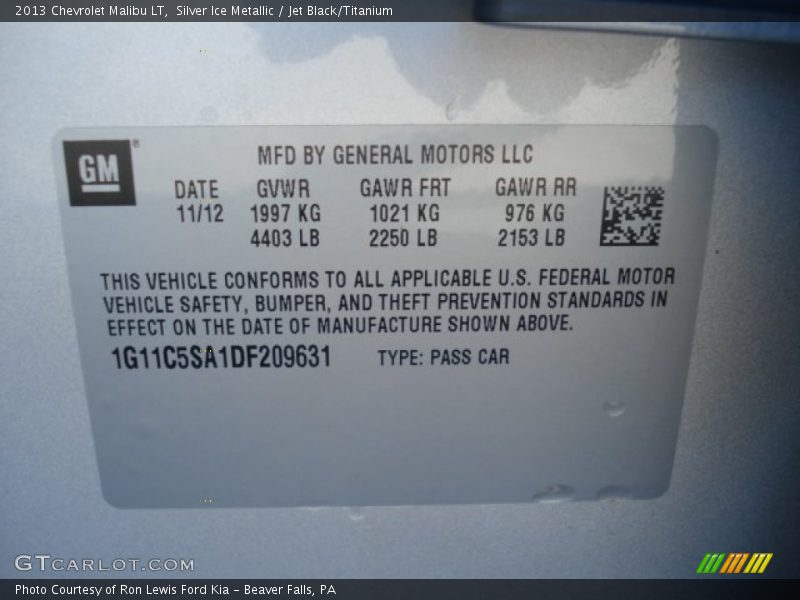 2013 Chevrolet Malibu LT, Silver Ice Metallic / Jet Black/Titanium
GM ®
MFD BY GENERAL MOTORS LLC
DATE GVWR GAWR FRT GAWR RR
11/12 1997 KG 1021 KG 976 KG
4403 LB 2250 LB 2153 LB
THIS VEHICLE CONFORMS TO ALL APPLICABLE U.S. FEDERAL MOTOR
VEHICLE SAFETY, BUMPER, AND THEFT PREVENTION STANDARDS IN
EFFECT ON THE DATE OF MANUFACTURE SHOWN ABOVE.
1G11C5SA1DF209631 TYPE: PASS CAR
GTCARLOT.COM
Photo Courtesy of Ron Lewis Ford Kia – Beaver Falls, PA